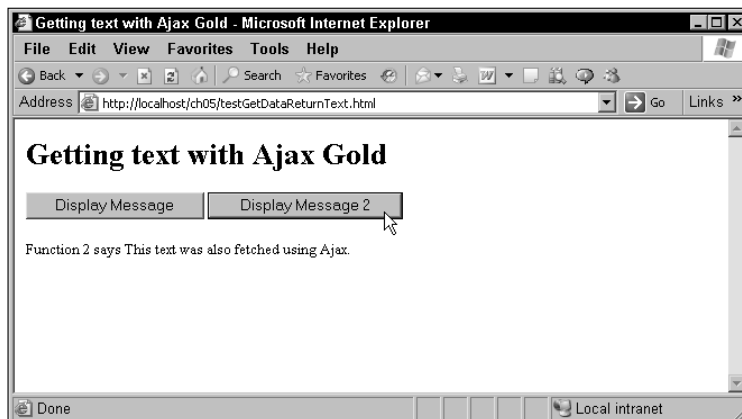 Getting text with Ajax Gold - Microsoft Internet Explorer
File Edit View Favorites Tools Help
Back Search Favorites
Address http://localhost/ch05/testGetDataReturnText.html Go Links »
Getting text with Ajax Gold
Display Message Display Message 2
Function 2 says This text was also fetched using Ajax.
Done Local intranet